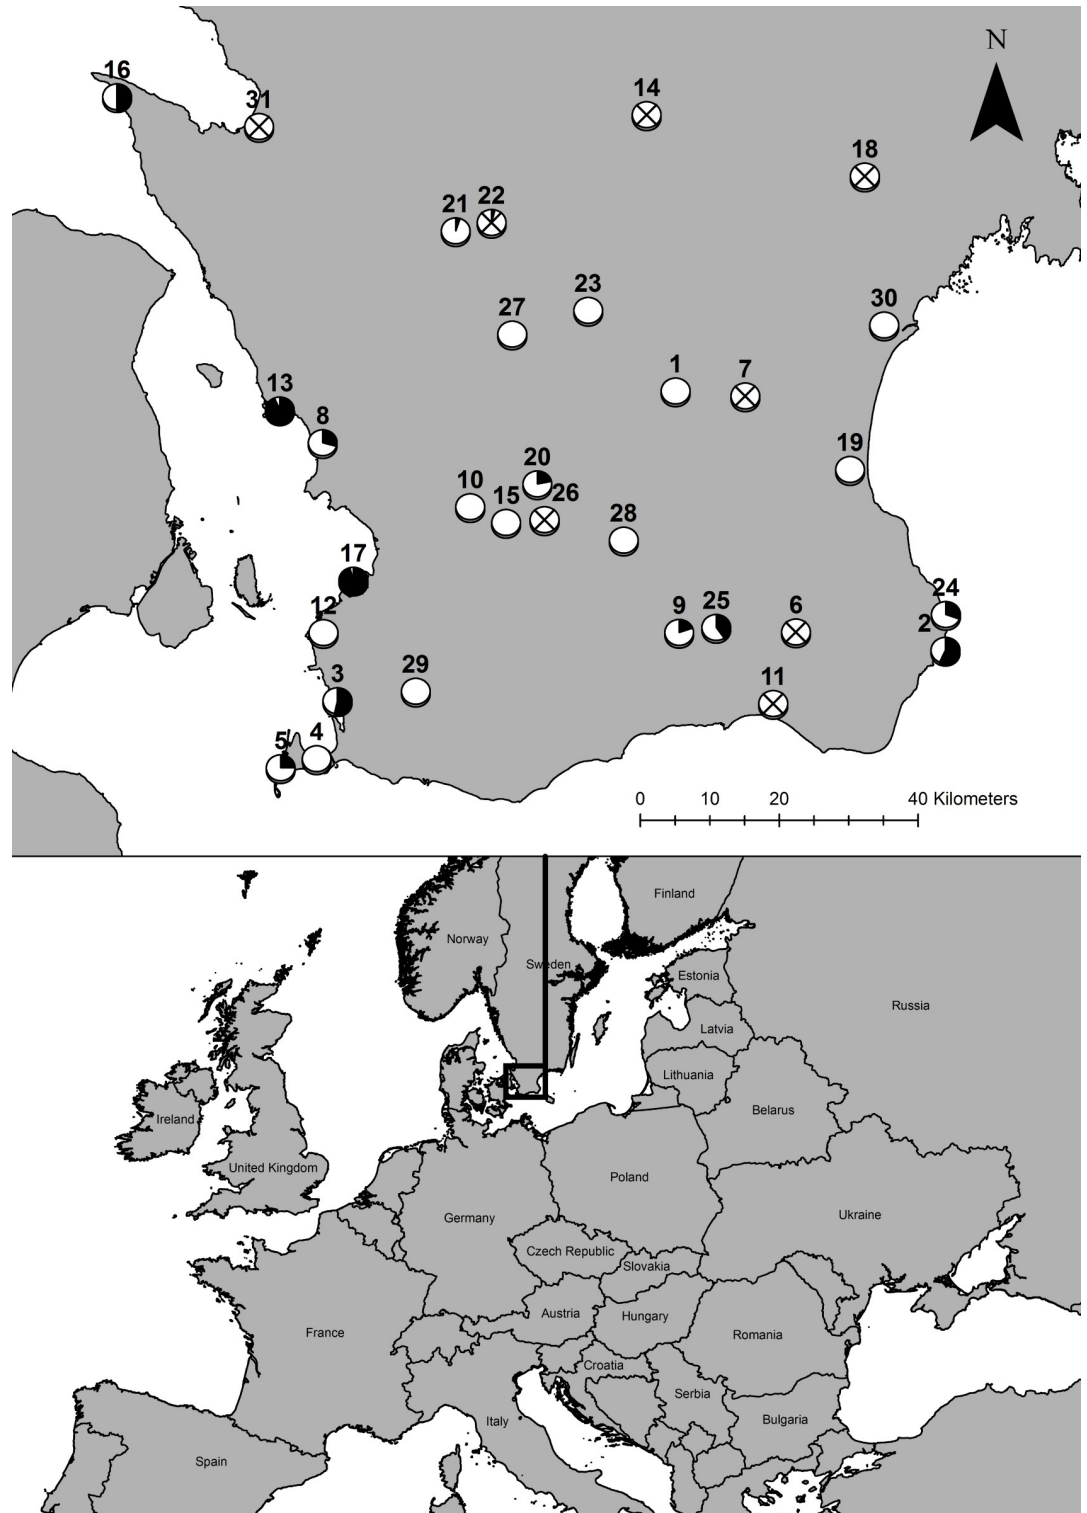 N
16
31
14
18
21
22
23
27
30
1
7
13
8
19
20
10
15
26
28
17
24
12
9
25
6
2
29
3
11
5
4
0 10 20 40 Kilometers
Finland
Norway
Sweden
Estonia
Russia
Latvia
Lithuania
Belarus
Ireland
United Kingdom
Poland
Ukraine
Germany
Czech Republic
Slovakia
Austria
Hungary
France
Romania
Croatia
Serbia
Bulgaria
Italy
Spain